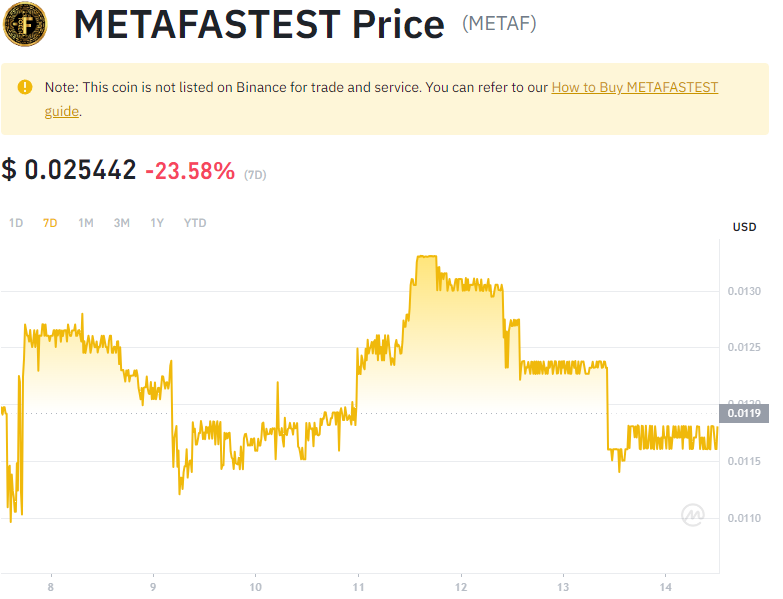 METAFASTEST Price (METAF)
Note: This coin is not listed on Binance for trade and service. You can refer to our How to Buy METAFASTEST
guide.
$ 0.025442 -23.58% (7D)
1D 7D 1M 3M 1Y YTD
USD
0.0130
0.0125
0.0120
0.0119
0.0115
0.0110
8 9 10 11 12 13 14